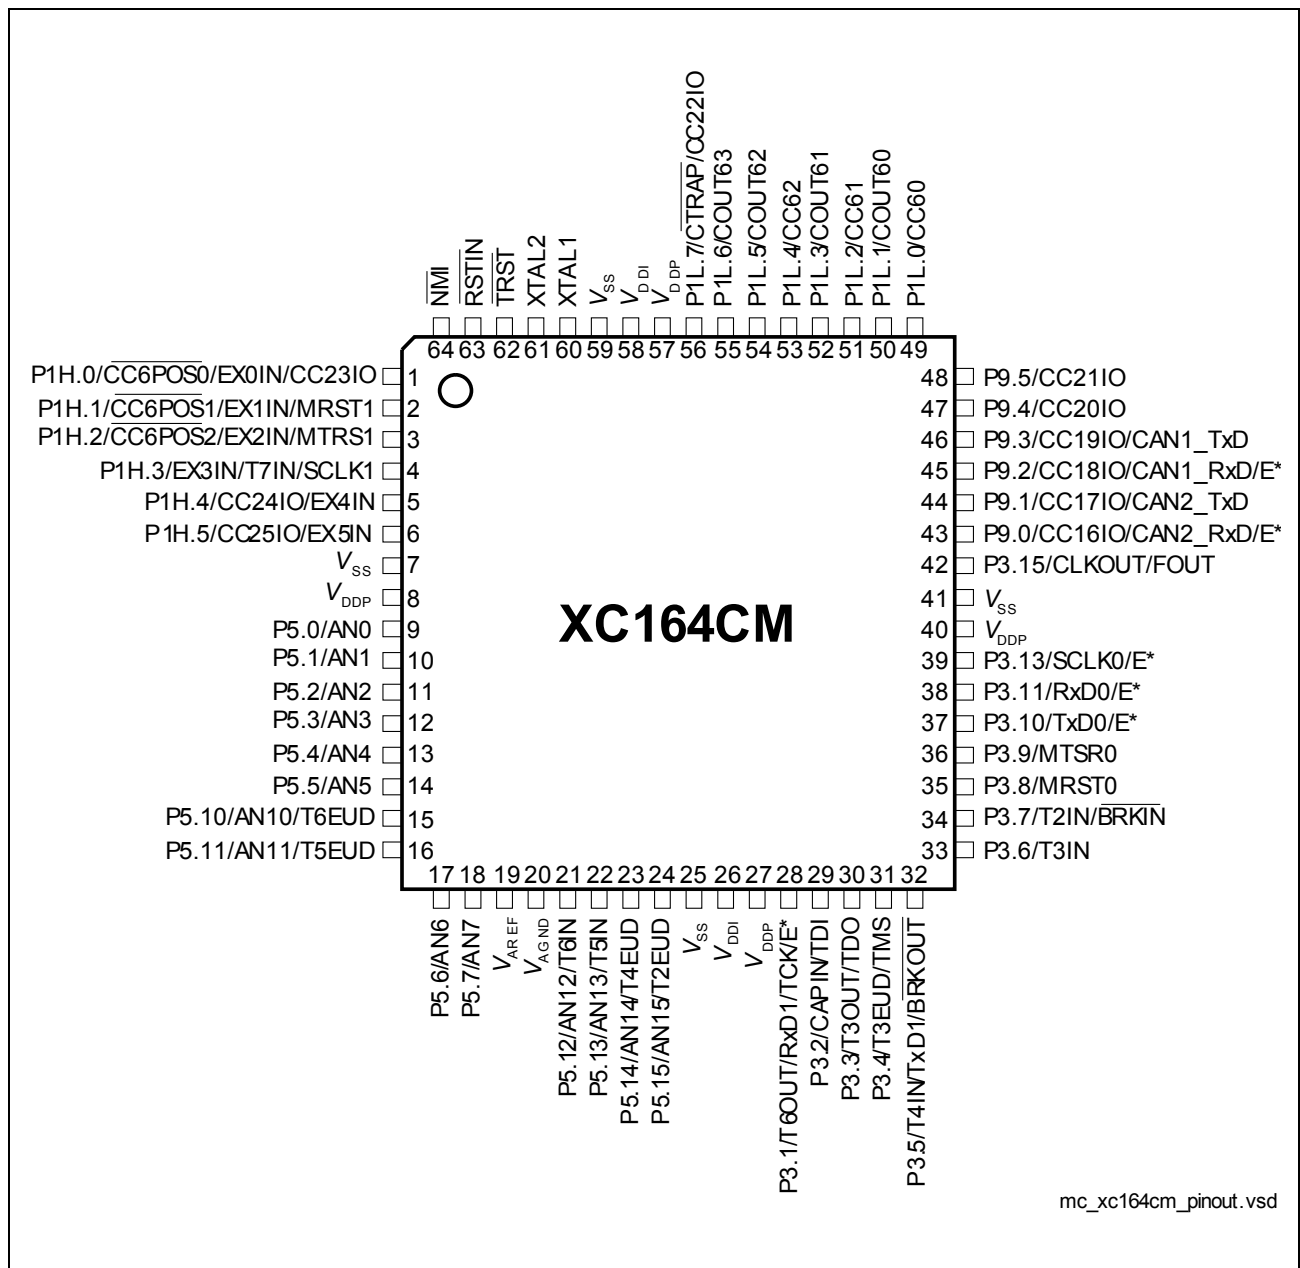 P1L.7/CTRAP/CC22IO
P1L.6/COUT63
P1L.5/COUT62
P1L.4/CC62
P1L.3/COUT61
P1L.2/CC61
P1L.1/COUT60
P1L.0/CC60
NMI
RSTIN
TRST
XTAL2
XTAL1
VSS
VDDI
VDDP
64 63 62 61 60 59 58 57 56 55 54 53 52 51 50 49
P1H.0/CC6POS0/EX0IN/CC23IO 1
P1H.1/CC6POS1/EX1IN/MRST1 2
P1H.2/CC6POS2/EX2IN/MTRS1 3
P1H.3/EX3IN/T7IN/SCLK1 4
P1H.4/CC24IO/EX4IN 5
P1H.5/CC25IO/EX5IN 6
VSS 7
VDDP 8
P5.0/AN0 9
P5.1/AN1 10
P5.2/AN2 11
P5.3/AN3 12
P5.4/AN4 13
P5.5/AN5 14
P5.10/AN10/T6EUD 15
P5.11/AN11/T5EUD 16
XC164CM
48 P9.5/CC21IO
47 P9.4/CC20IO
46 P9.3/CC19IO/CAN1_TxD
45 P9.2/CC18IO/CAN1_RxD/E*
44 P9.1/CC17IO/CAN2_TxD
43 P9.0/CC16IO/CAN2_RxD/E*
42 P3.15/CLKOUT/FOUT
41 VSS
40 VDDP
39 P3.13/SCLK0/E*
38 P3.11/RxD0/E*
37 P3.10/TxD0/E*
36 P3.9/MTSR0
35 P3.8/MRST0
34 P3.7/T2IN/BRKIN
33 P3.6/T3IN
17 18 19 20 21 22 23 24 25 26 27 28 29 30 31 32
P5.6/AN6
P5.7/AN7
VAREF
VAGND
P5.12/AN12/T6IN
P5.13/AN13/T5IN
P5.14/AN14/T4EUD
P5.15/AN15/T2EUD
VSS
VDDI
VDDP
P3.1/T6OUT/RxD1/TCK/E*
P3.2/CAPIN/TDI
P3.3/T3OUT/TDO
P3.4/T3EUD/TMS
P3.5/T4IN/TxD1/BRKOUT
mc_xc164cm_pinout.vsd